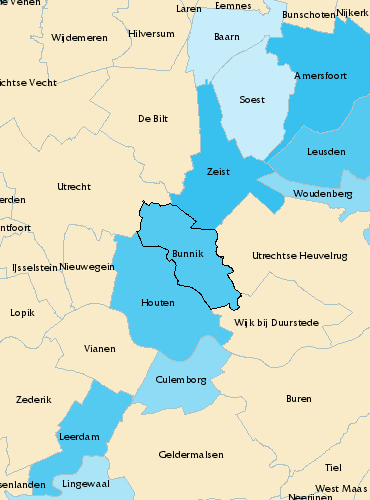 e Venen
Laren
Eemnes
Bunschoten
Nijkerk
Wijdemeren
Hilversum
Baarn
Amersfoort
ichtse Vecht
Soest
De Bilt
Leusden
Zeist
Utrecht
Woudenberg
erden
ntfoort
Bunnik
Utrechtse Heuvelrug
IJsselstein
Nieuwegein
Houten
Lopik
Wijk bij Duurstede
Vianen
Culemborg
Zederik
Buren
Leerdam
Geldermalsen
Tiel
senlanden
Lingewaal
West Maas
Neerijnen